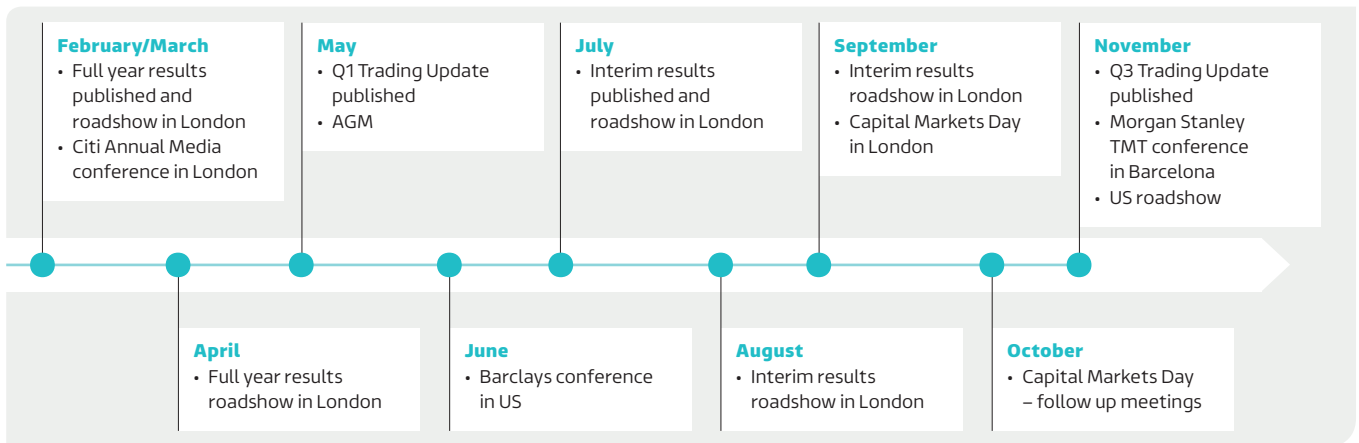 February/March
• Full year results
published and
roadshow in London
• Citi Annual Media
conference in London
May
• Q1 Trading Update
published
• AGM
July
• Interim results
published and
roadshow in London
September
• Interim results
roadshow in London
• Capital Markets Day
in London
November
• Q3 Trading Update
published
• Morgan Stanley
TMT conference
in Barcelona
• US roadshow
April
• Full year results
roadshow in London
June
• Barclays conference
in US
August
• Interim results
roadshow in London
October
• Capital Markets Day
– follow up meetings